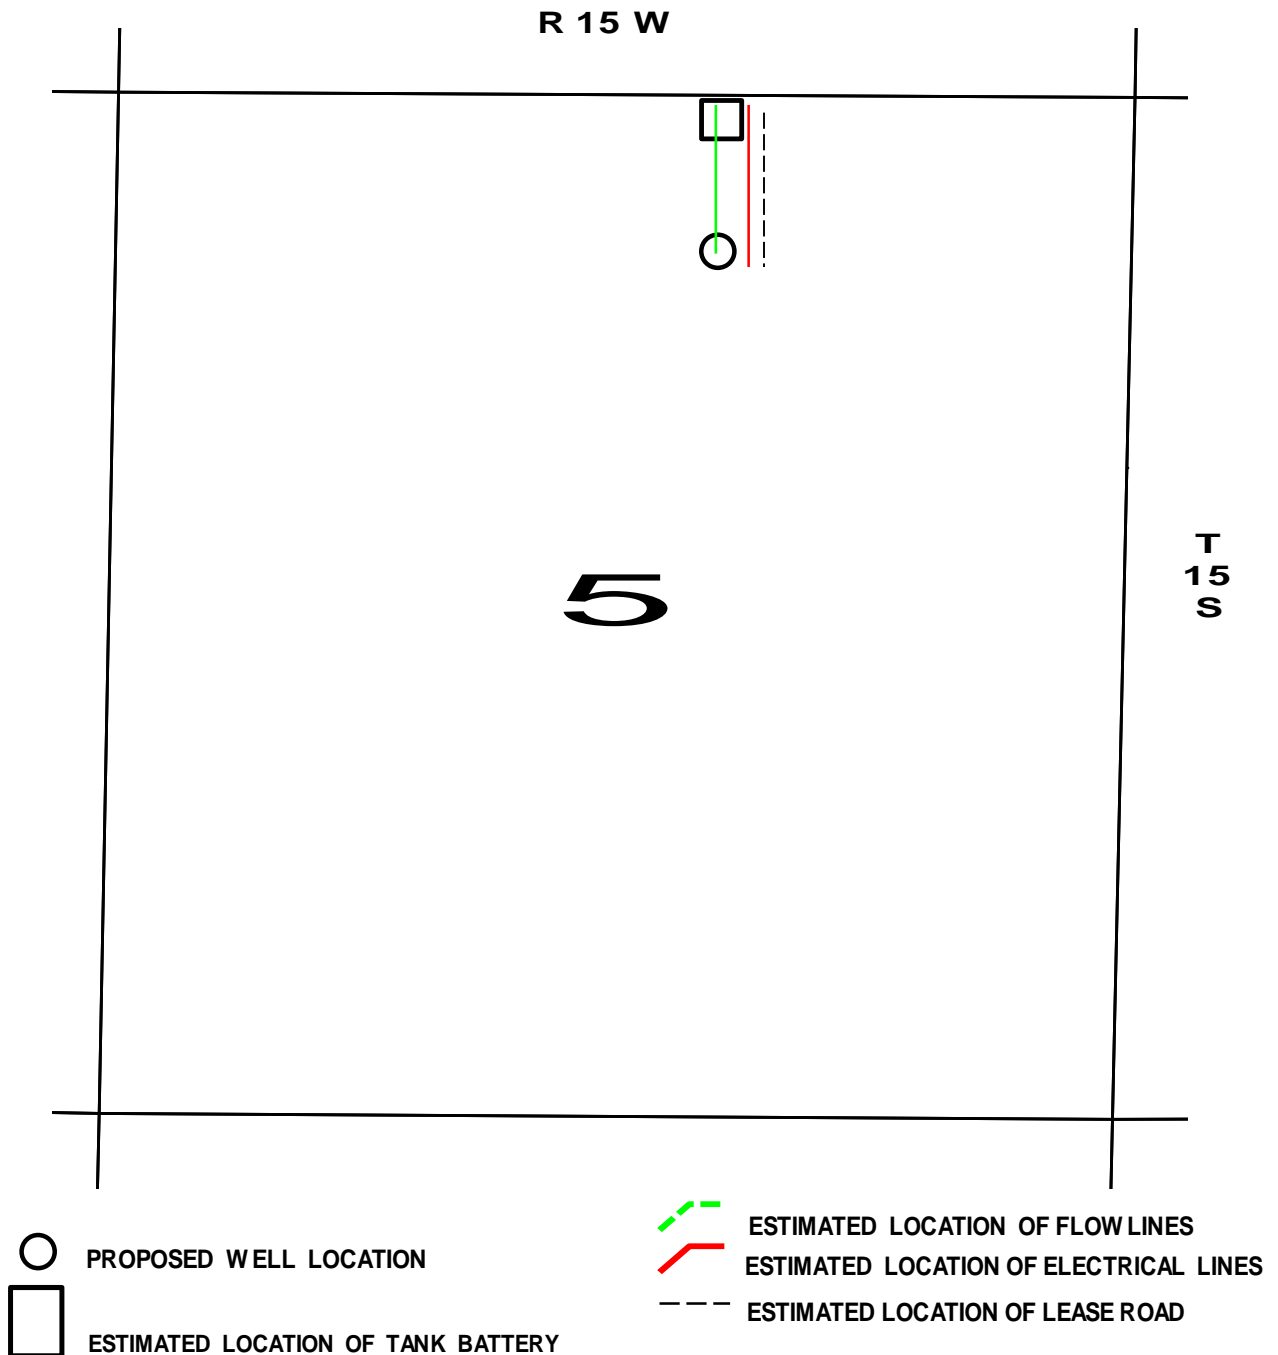 R 15 W
T
15
S
5
PROPOSED WELL LOCATION
ESTIMATED LOCATION OF TANK BATTERY
ESTIMATED LOCATION OF FLOW LINES
ESTIMATED LOCATION OF ELECTRICAL LINES
ESTIMATED LOCATION OF LEASE ROAD